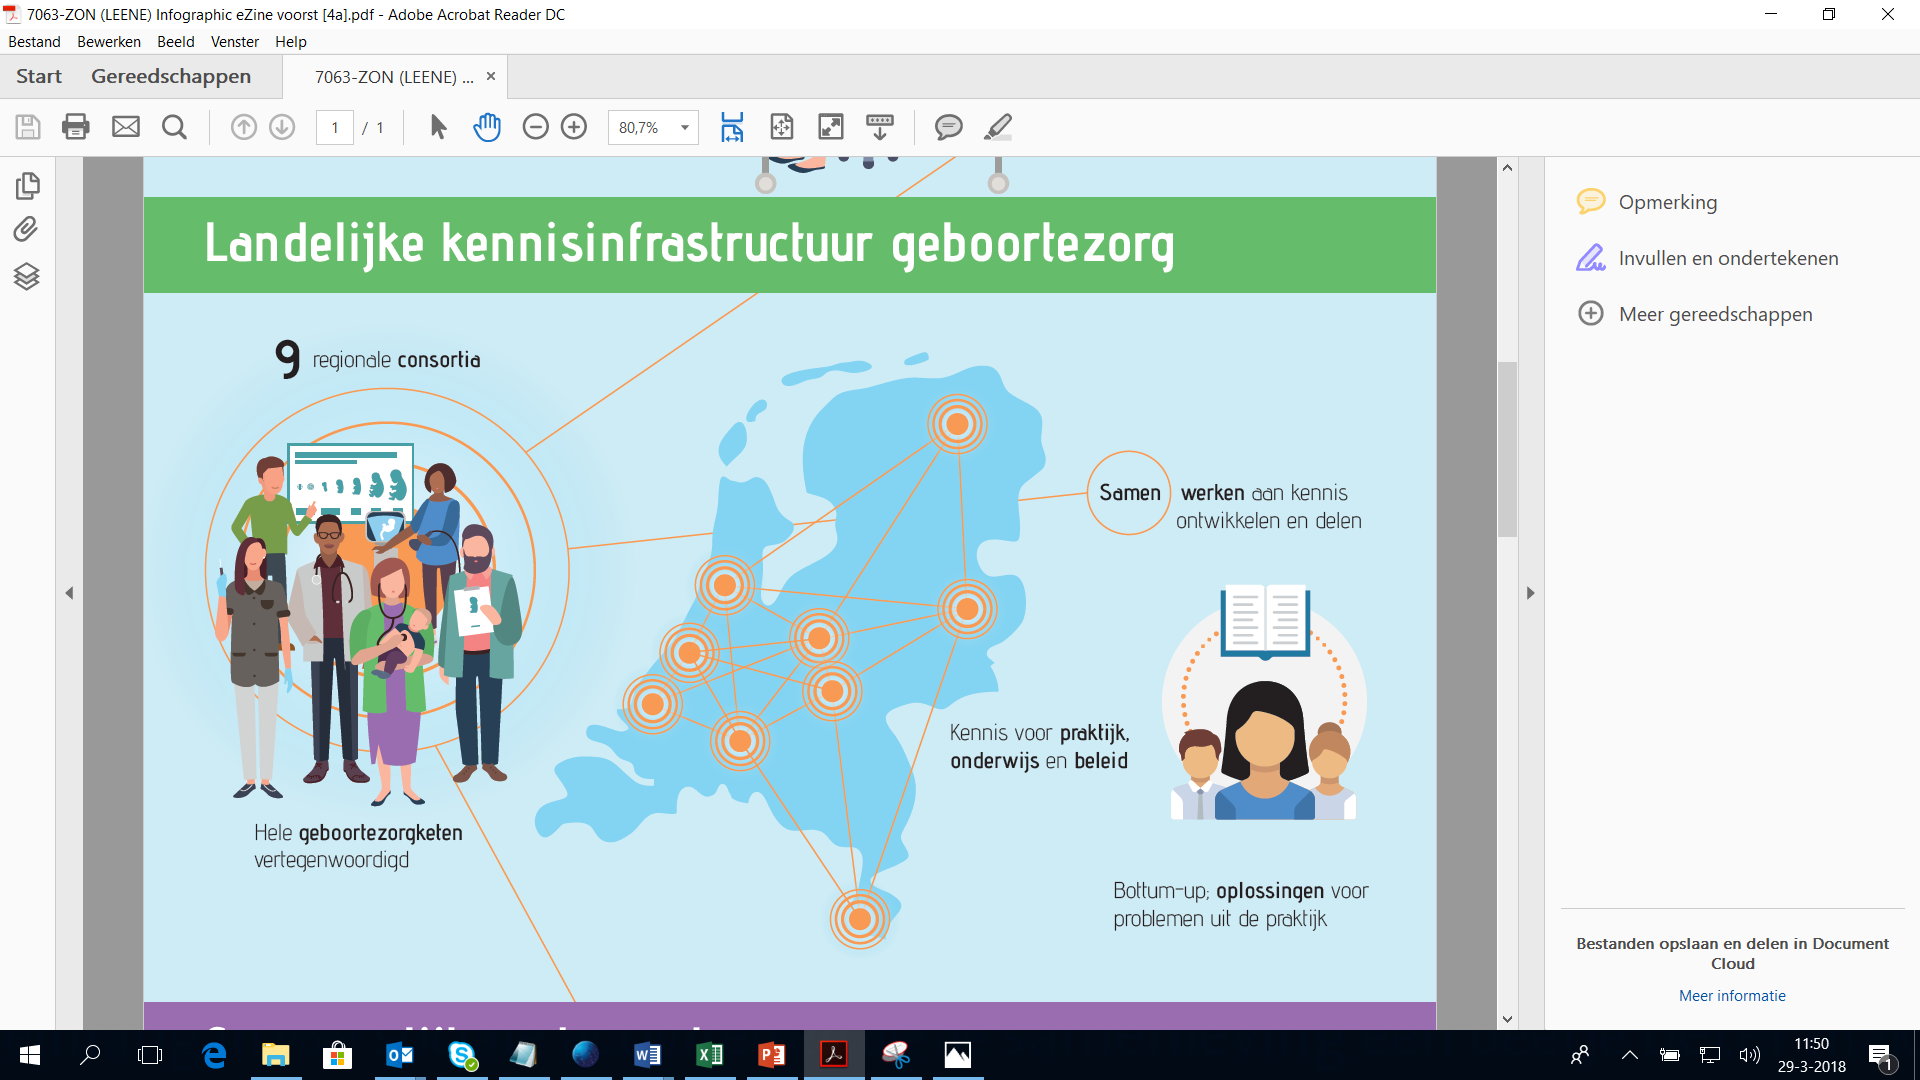 7063-ZON (LEENE) Infographic eZine voorst [4a].pdf - Adobe Acrobat Reader DC
Bestand Bewerken Beeld Venster Help
Start Gereedschappen 7063-ZON (LEENE) ...
1 / 1 80,7%
Landelijke kennisinfrastructuur geboortezorg
9 regionale consortia
Samen werken aan kennis
ontwikkelen en delen
Kennis voor praktijk,
onderwijs en beleid
Hele geboortezorgketen
vertegenwoordigd
Bottum-up; oplossingen voor
problemen uit de praktijk
Opmerking
Invullen en ondertekenen
Meer gereedschappen
Bestanden opslaan en delen in Document
Cloud
Meer informatie
11:50
29-3-2018
1